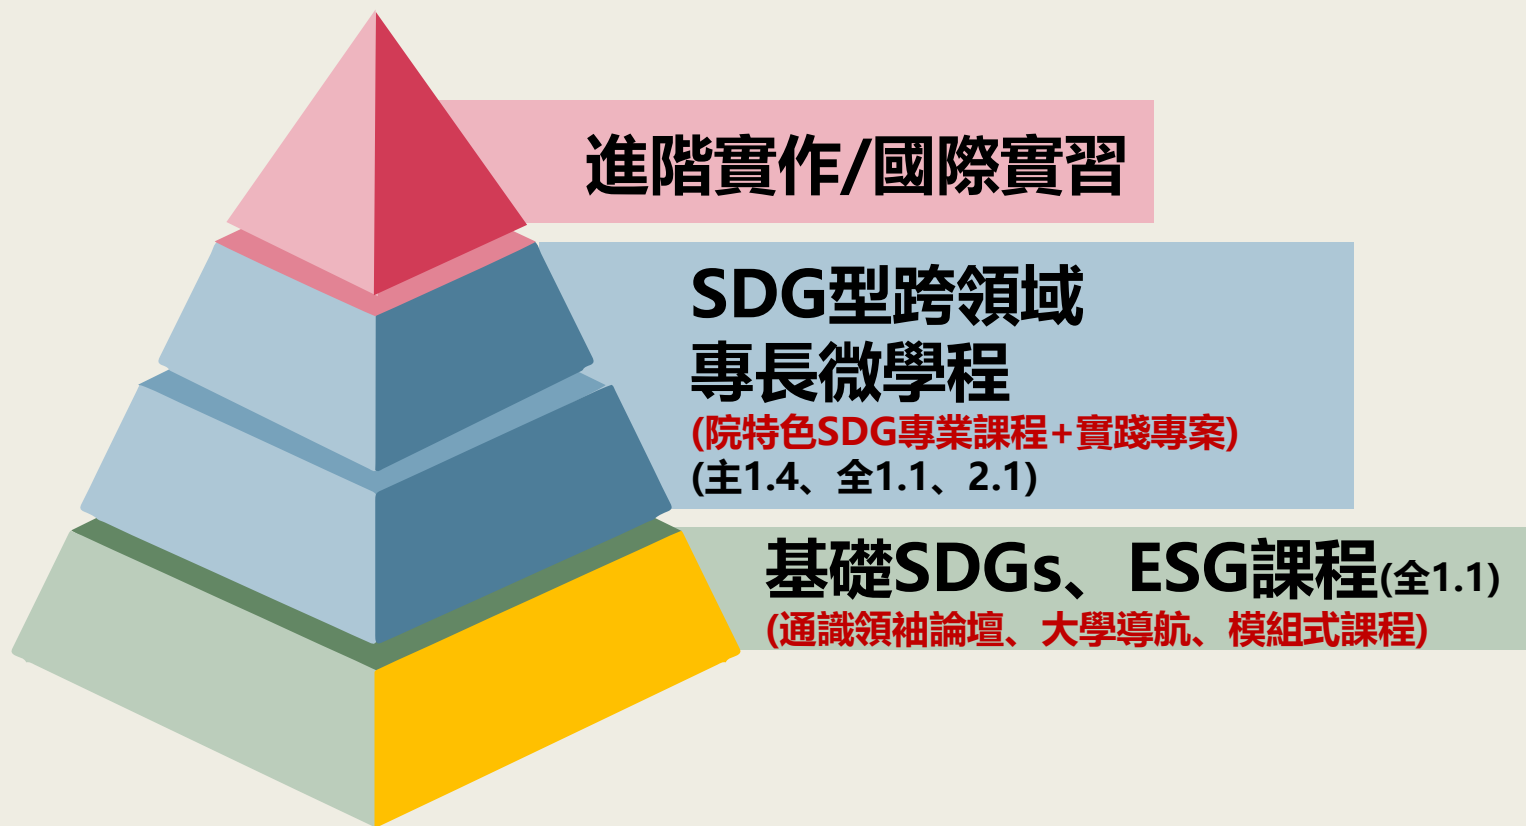 進階實作/國際實習
SDG型跨領域
專長微學程
(院特色SDG專業課程+實踐專案)
(主1.4、全1.1、2.1)
基礎SDGs、ESG課程(全1.1)
(通識領袖論壇、大學導航、模組式課程)